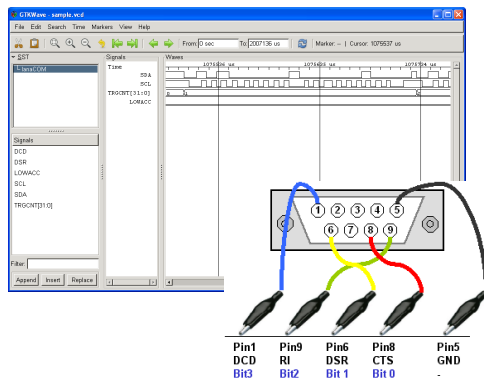 GTKWave - sample.vcd
File Edit Search Time Markers View Help
From: 0 sec To: 2007136 us Marker: -- | Cursor: 1075537 us
SST
tanaCOM
Signals
DCD
DSR
LOWACC
SCL
SDA
TRGCNT[31:0]
Filter:
Append Insert Replace
Signals
Time
SDA
SCL
TRGCNT[31:0]
LOWACC
Waves
1 2 3 4 5
6 7 8 9
Pin1 Pin9 Pin6 Pin8 Pin5
DCD RI DSR CTS GND
Bit3 Bit2 Bit 1 Bit 0 -